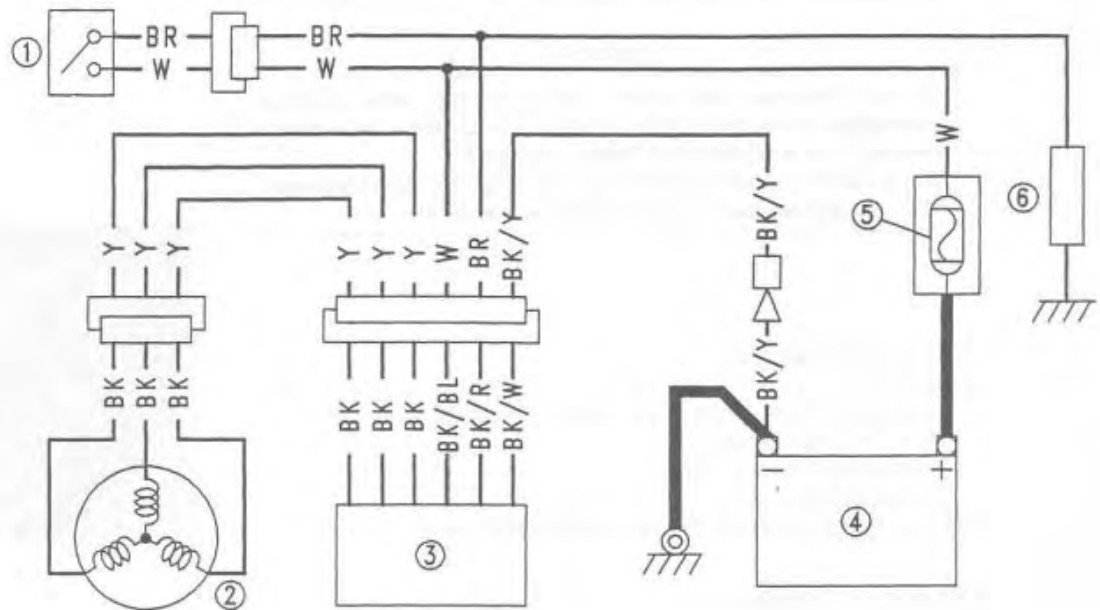 ① BR BR
W W
W
Y Y Y Y Y Y W BR BK/Y BK/Y
⑤ ⑥
BK BK BK BK BK BK BK/BL BK/R BK/W BK/Y
− +
② ③ ④